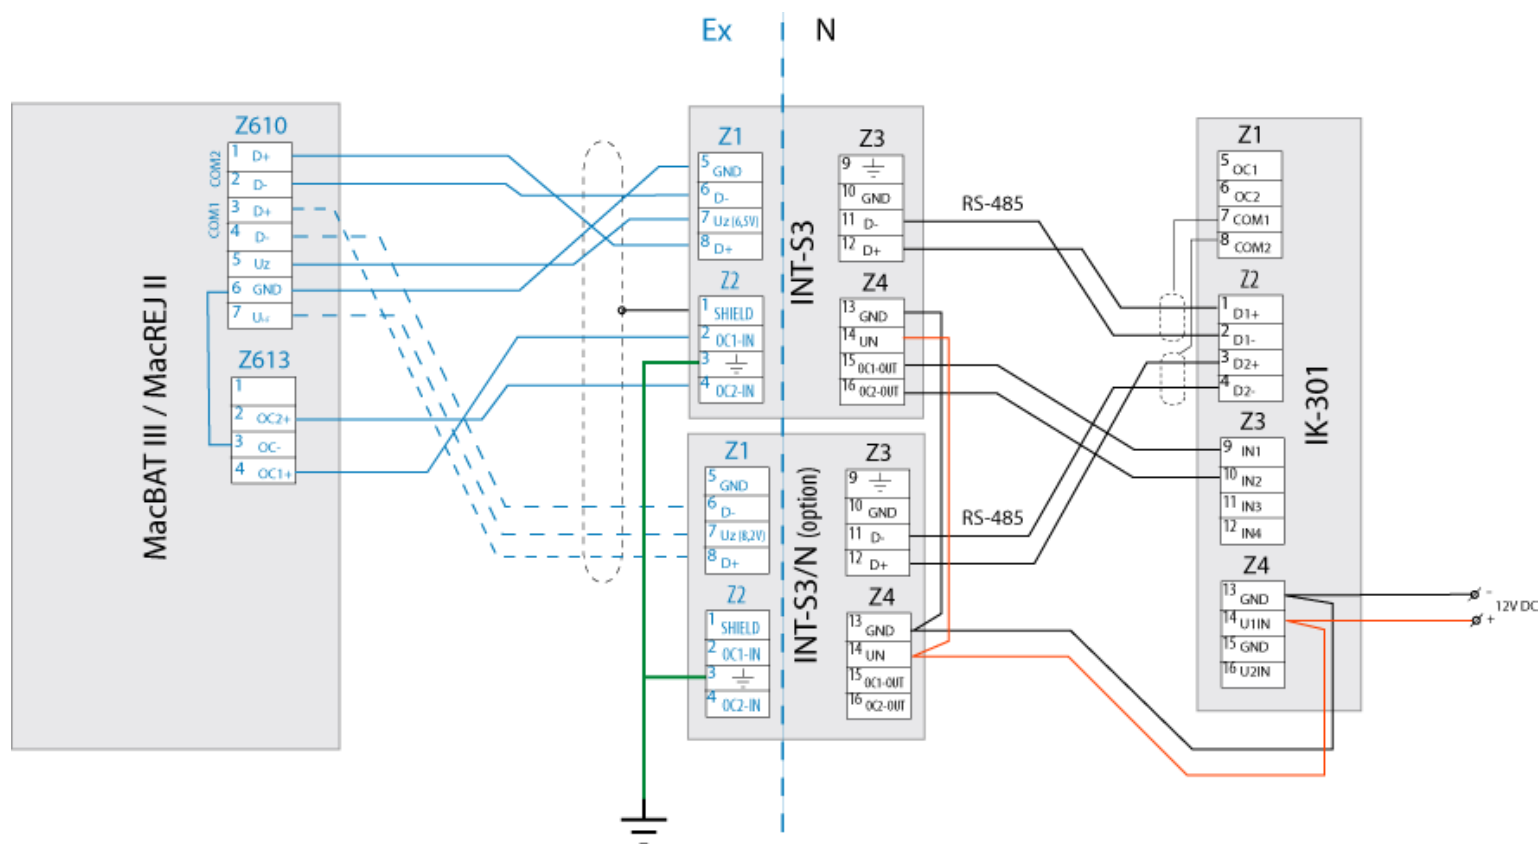 Ex N
MacBAT III / MacREJ II
Z610
COM2
COM1
1 D+
2 D-
3 D+
4 D-
5 Uz
6 GND
7
Z613
1
2 OC2+
3 OC-
4 OC1+
INT-S3
Z1
5 GND
6 D-
7 Uz (6,5V)
8 D+
Z2
1 SHIELD
2 OC1-IN
3
4 OC2-IN
Z3
9
10 GND
11 D-
12 D+
Z4
13 GND
14 UN
15 OC1-OUT
16 OC2-OUT
INT-S3/N (option)
Z1
5 GND
6 D-
7 Uz (8,2V)
8 D+
Z2
1 SHIELD
2 OC1-IN
3
4 OC2-IN
Z3
9
10 GND
11 D-
12 D+
Z4
13 GND
14 UN
15 OC1-OUT
16 OC2-OUT
RS-485
RS-485
IK-301
Z1
5 OC1
6 OC2
7 COM1
8 COM2
Z2
1 D1+
2 D1-
3 D2+
4 D2-
Z3
9 IN1
10 IN2
11 IN3
12 IN4
Z4
13 GND
14 U1IN
15 GND
16 U2IN
-
12V DC
+